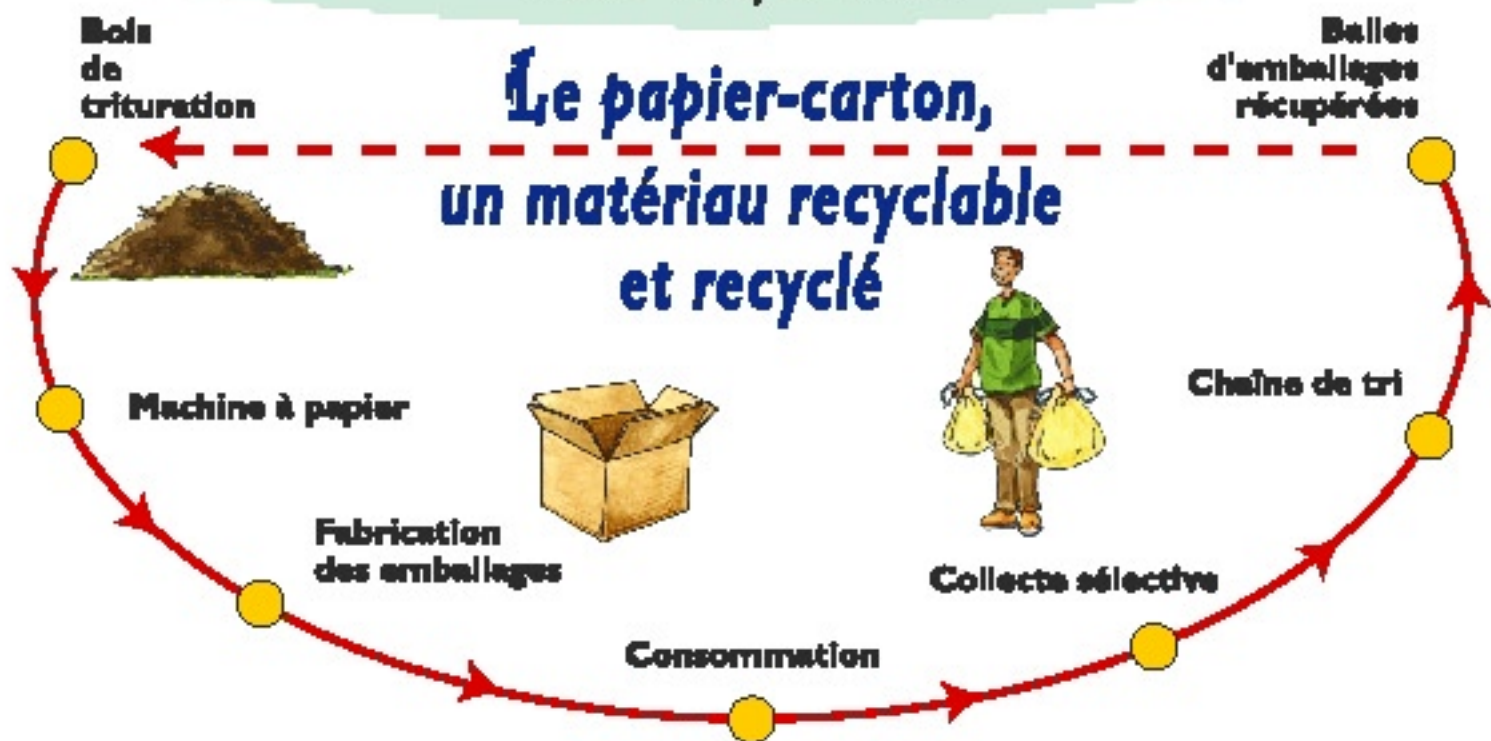 Bois
de
trituration
Le papier-carton,
un matériau recyclable
et recyclé
Balles
d'emballages
récupérées
Machine à papier
Chaîne de tri
Fabrication
des emballages
Collecte sélective
Consommation